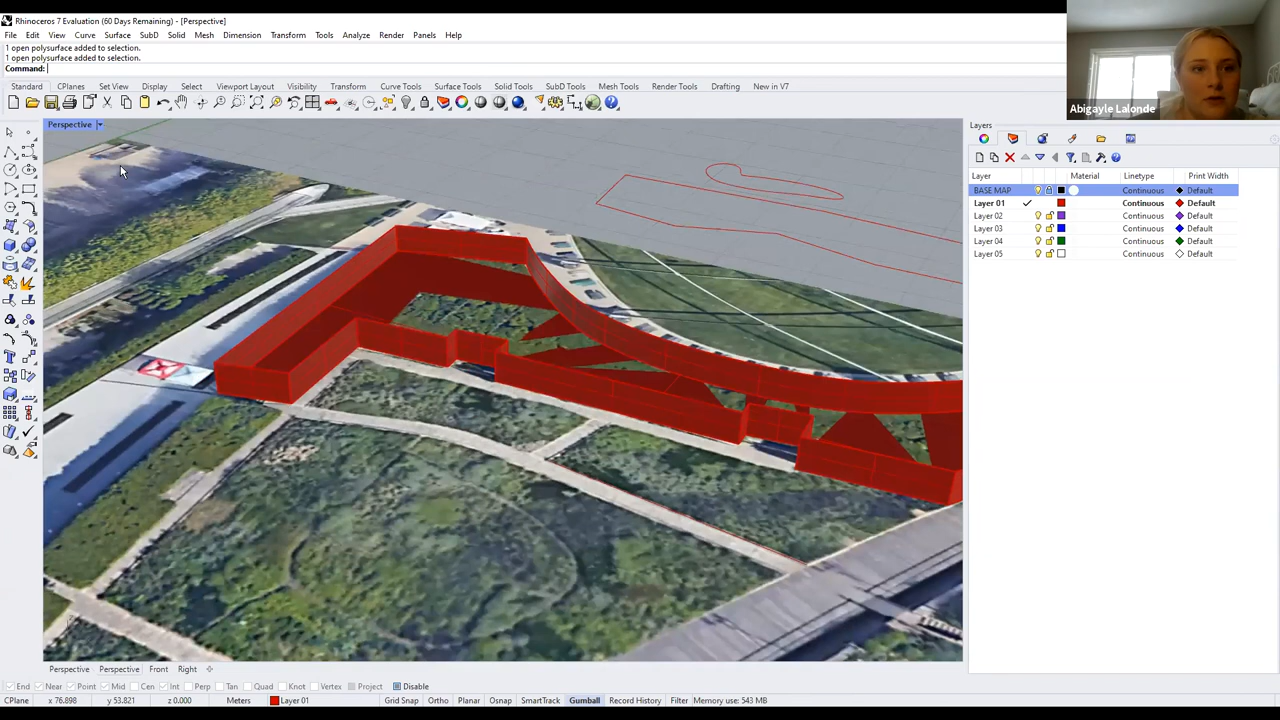 Rhinoceros 7 Evaluation (60 Days Remaining) - [Perspective]
File Edit View Curve Surface SubD Solid Mesh Dimension Transform Tools Analyze Render Panels Help
1 open polysurface added to selection.
1 open polysurface added to selection.
Command:
Standard CPlanes Set View Display Select Viewport Layout Visibility Transform Curve Tools Surface Tools Solid Tools SubD Tools Mesh Tools Render Tools Drafting New in V7
Abigayle Lalonde
Perspective
Layers
Layer Material Linetype Print Width
BASE MAP Continuous Default
Layer 01 Continuous Default
Layer 02 Continuous Default
Layer 03 Continuous Default
Layer 04 Continuous Default
Layer 05 Continuous Default
Perspective Perspective Front Right
End Near Point Mid Cen Int Perp Tan Quad Knot Vertex Project Disable
CPlane x 76.898 y 53.821 z 0.000 Meters Layer 01 Grid Snap Ortho Planar Osnap SmartTrack Gumball Record History Filter Memory use: 543 MB